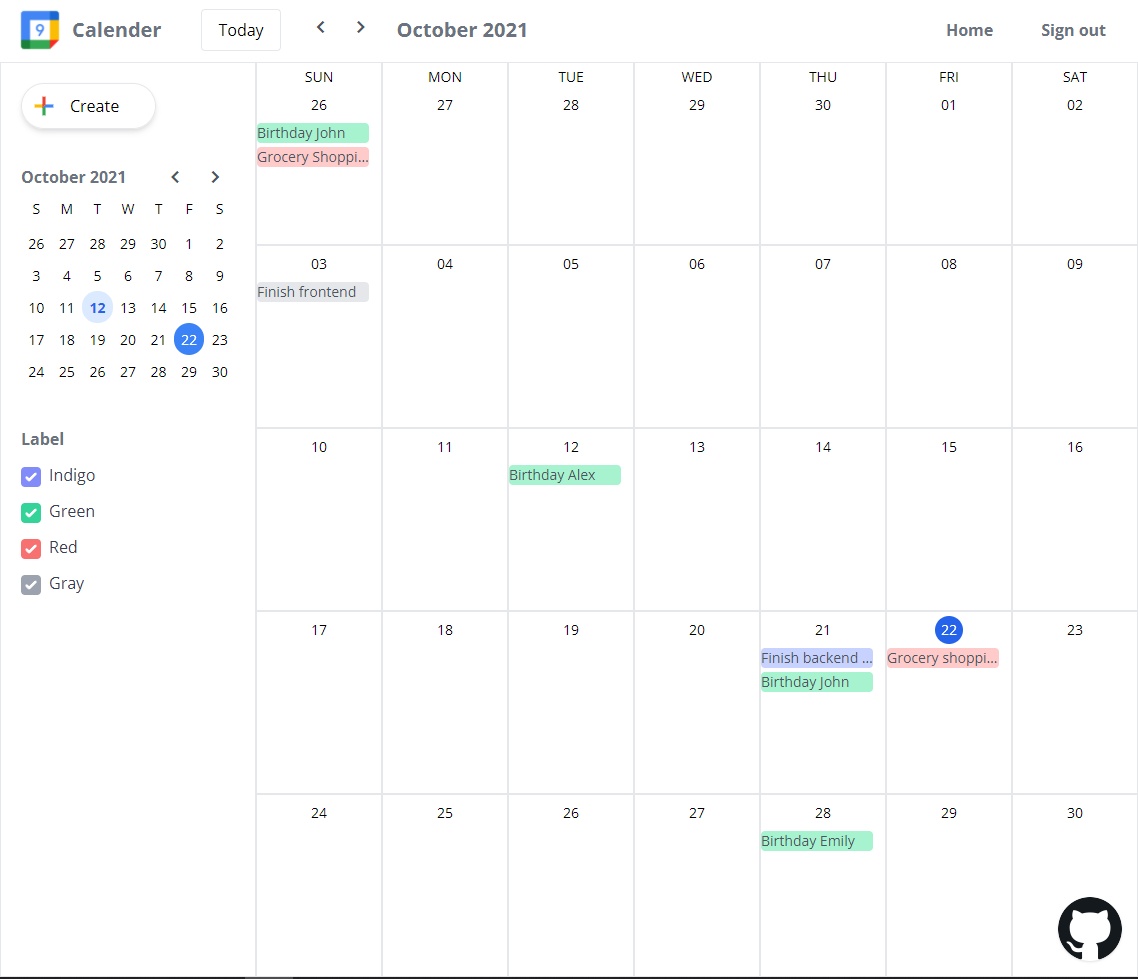 9 Calender Today October 2021 Home Sign out
Create
October 2021
S M T W T F S
26 27 28 29 30 1 2
3 4 5 6 7 8 9
10 11 12 13 14 15 16
17 18 19 20 21 22 23
24 25 26 27 28 29 30
Label
Indigo
Green
Red
Gray
SUN MON TUE WED THU FRI SAT
26 27 28 29 30 01 02
Birthday John
Grocery Shoppi...
03 04 05 06 07 08 09
Finish frontend
10 11 12 13 14 15 16
Birthday Alex
17 18 19 20 21 22 23
Finish backend ... Grocery shoppi...
Birthday John
24 25 26 27 28 29 30
Birthday Emily